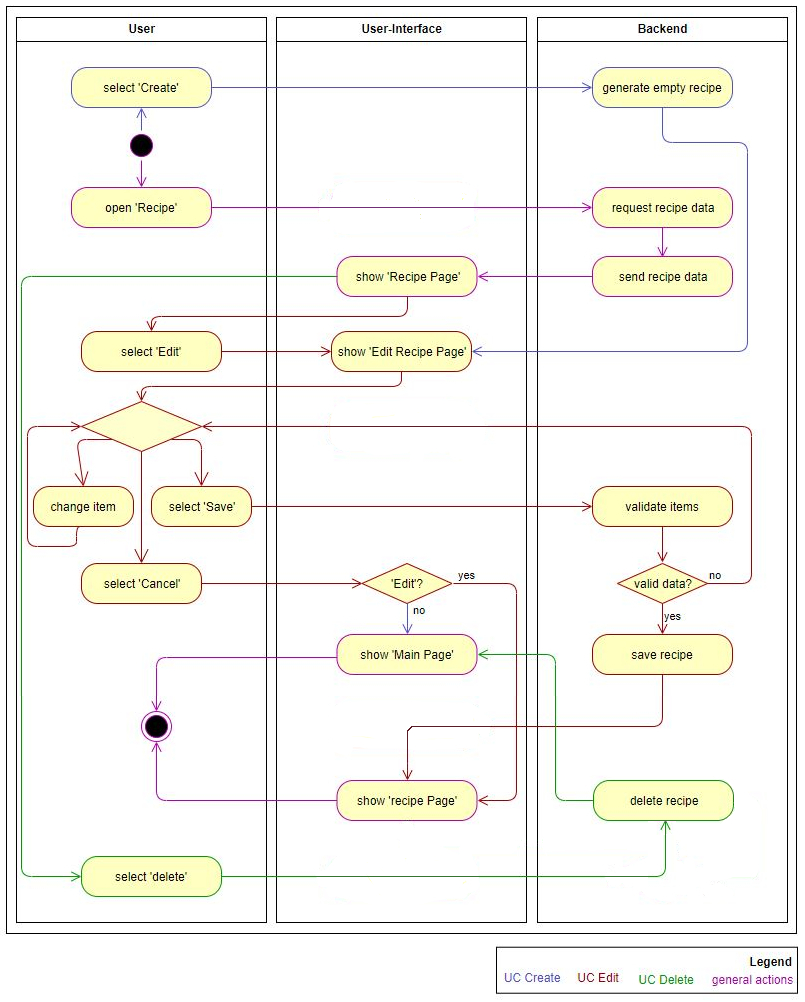 User
User-Interface
Backend
select 'Create'
generate empty recipe
open 'Recipe'
request recipe data
show 'Recipe Page'
send recipe data
select 'Edit'
show 'Edit Recipe Page'
change item
select 'Save'
validate items
select 'Cancel'
'Edit'?
yes
no
valid data?
no
yes
show 'Main Page'
save recipe
show 'recipe Page'
delete recipe
select 'delete'
Legend
UC Create
UC Edit
UC Delete
general actions